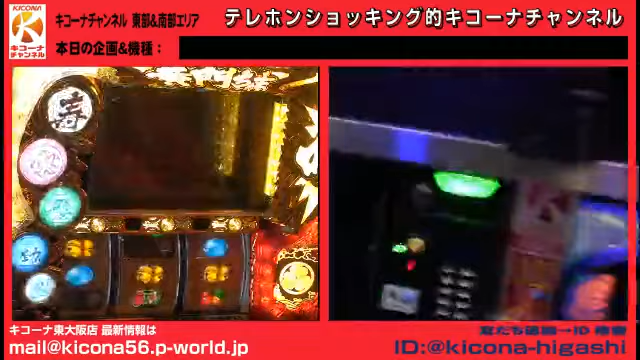 KICONA
キコーナ
チャンネル
キコーナチャンネル 東部&南部エリア
テレホンショッキング的キコーナチャンネル
本日の企画&機種：
寿
キコーナ東大阪店 最新情報は
mail@kicona56.p-world.jp
ID:@kicona-higashi